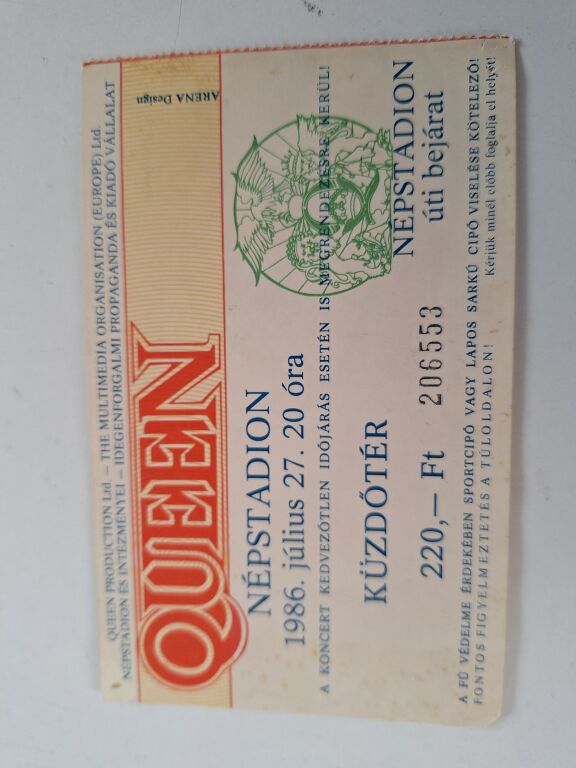 QUEEN PRODUCTION Ltd. – THE MULTIMEDIA ORGANISATION (EUROPE) Ltd.
NÉPSTADION ÉS INTÉZMÉNYEI – IDEGENFORGALMI PROPAGANDA ÉS KIADÓ VÁLLALAT
QUEEN
ARENA Design
NÉPSTADION
1986. július 27. 20 óra
A KONCERT KEDVEZŐTLEN IDŐJÁRÁS ESETÉN IS MEGRENDEZÉSRE KERÜL!
KÜZDŐTÉR
NÉPSTADION
220,– Ft 206553
úti bejárat
A FŰ VÉDELME ÉRDEKÉBEN SPORTCIPŐ VAGY LAPOS SARKÚ CIPŐ VISELÉSE KÖTELEZŐ!
FONTOS FIGYELMEZTETÉS A TÚLOLDALON! Kérjük minél előbb foglalja el helyét!